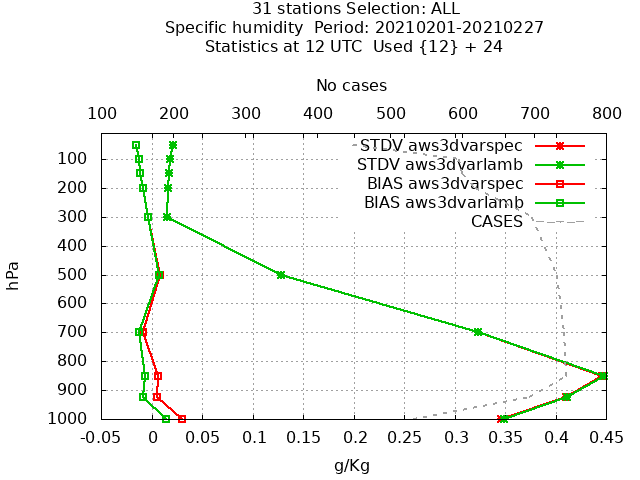 31 stations Selection: ALL
Specific humidity  Period: 20210201-20210227
Statistics at 12 UTC  Used {12} + 24
No cases
100 200 300 400 500 600 700 800
STDV aws3dvarspec
STDV aws3dvarlamb
BIAS aws3dvarspec
BIAS aws3dvarlamb
CASES
hPa
100
200
300
400
500
600
700
800
900
1000
-0.05 0 0.05 0.1 0.15 0.2 0.25 0.3 0.35 0.4 0.45
g/Kg